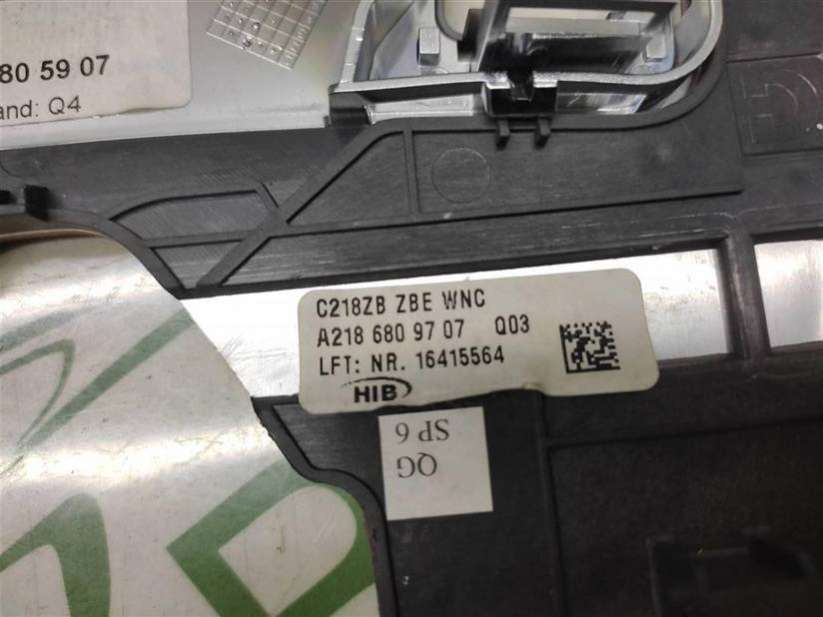 80 59 07
and: Q4
C218ZB ZBE WNC
A218 680 97 07 Q03
LFT: NR. 16415564
HIB
QG
SP 6